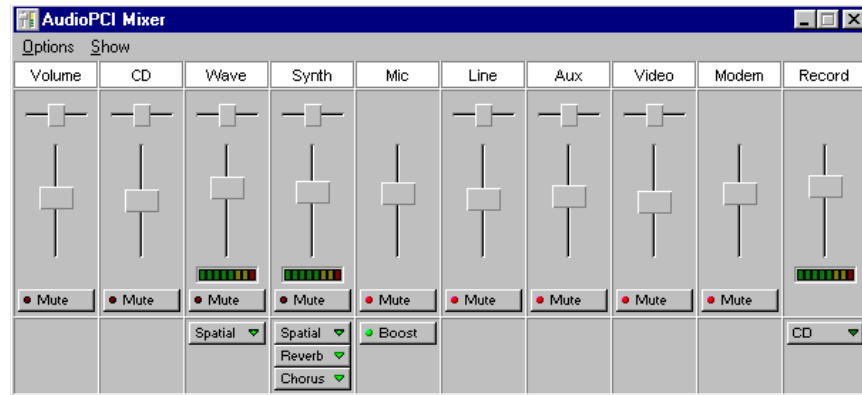 AudioPCI Mixer
Options Show
Volume CD Wave Synth Mic Line Aux Video Modem Record
Mute Mute Mute Mute Mute Mute Mute Mute Mute
Spatial Spatial Boost CD
Reverb
Chorus